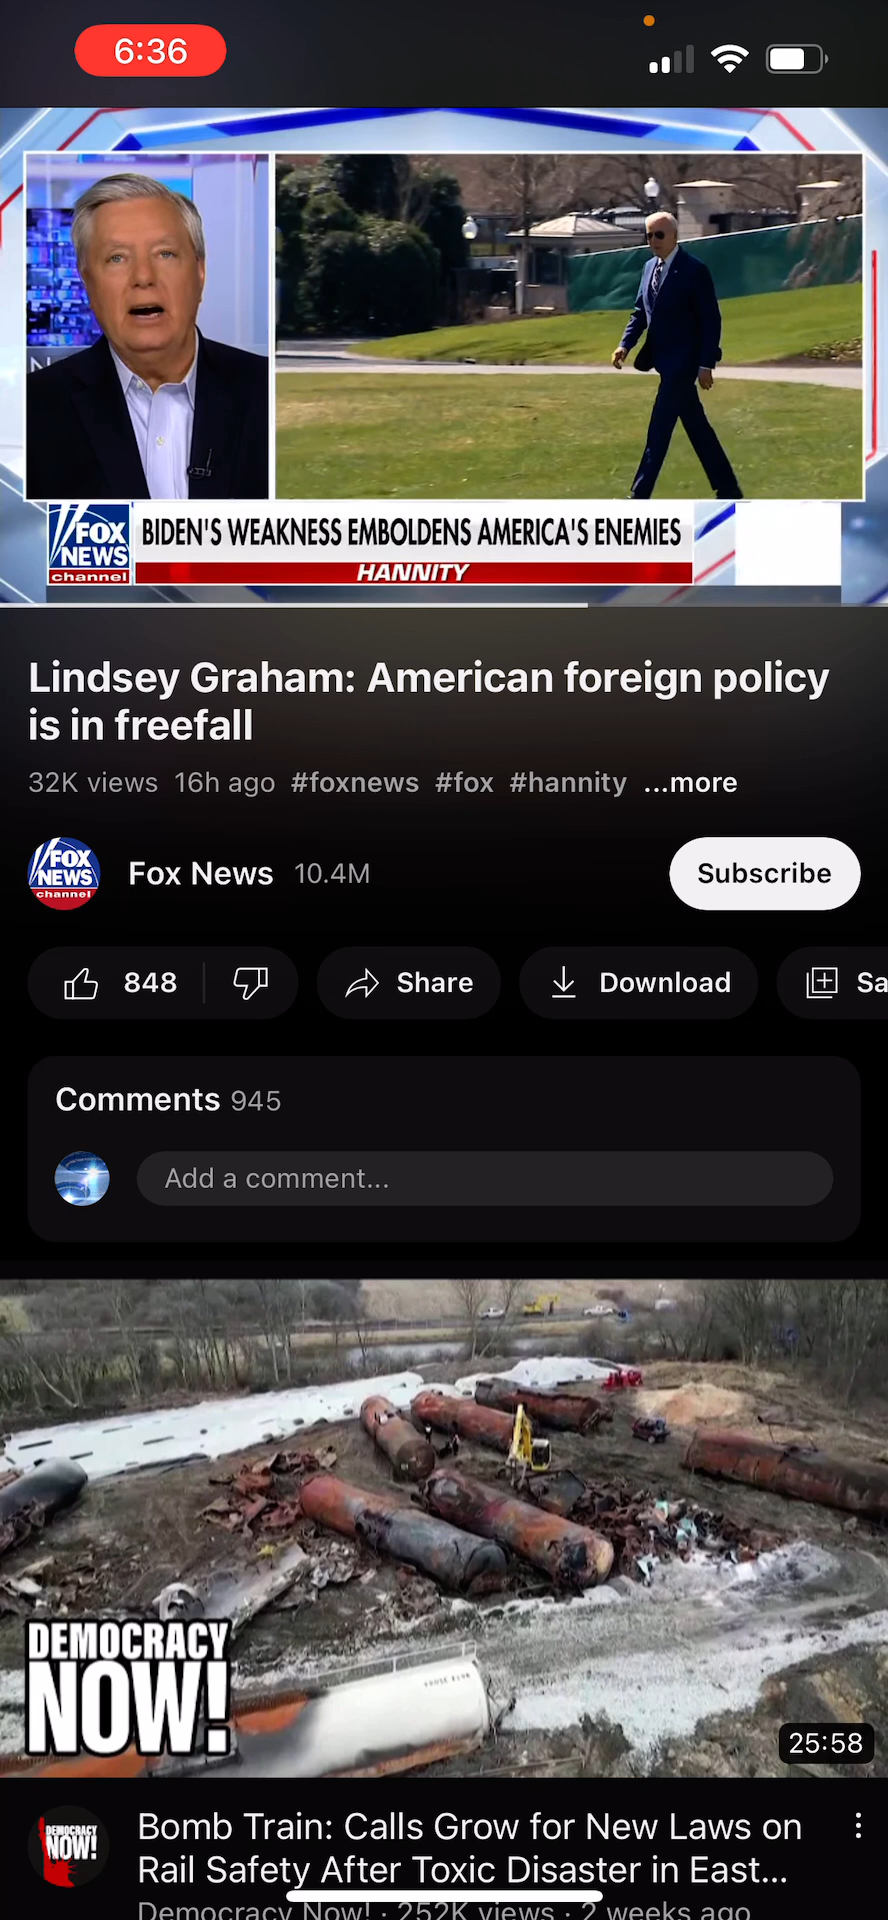 6:36
FOX
NEWS
channel
BIDEN'S WEAKNESS EMBOLDENS AMERICA'S ENEMIES
HANNITY
Lindsey Graham: American foreign policy
is in freefall
32K views 16h ago #foxnews #fox #hannity ...more
FOX
NEWS
channel
Fox News 10.4M
Subscribe
848
Share
Download
Sa
Comments 945
Add a comment...
DEMOCRACY
NOW!
25:58
DEMOCRACY
NOW!
Bomb Train: Calls Grow for New Laws on
Rail Safety After Toxic Disaster in East...
Democracy Now! · 252K views · 2 weeks ago